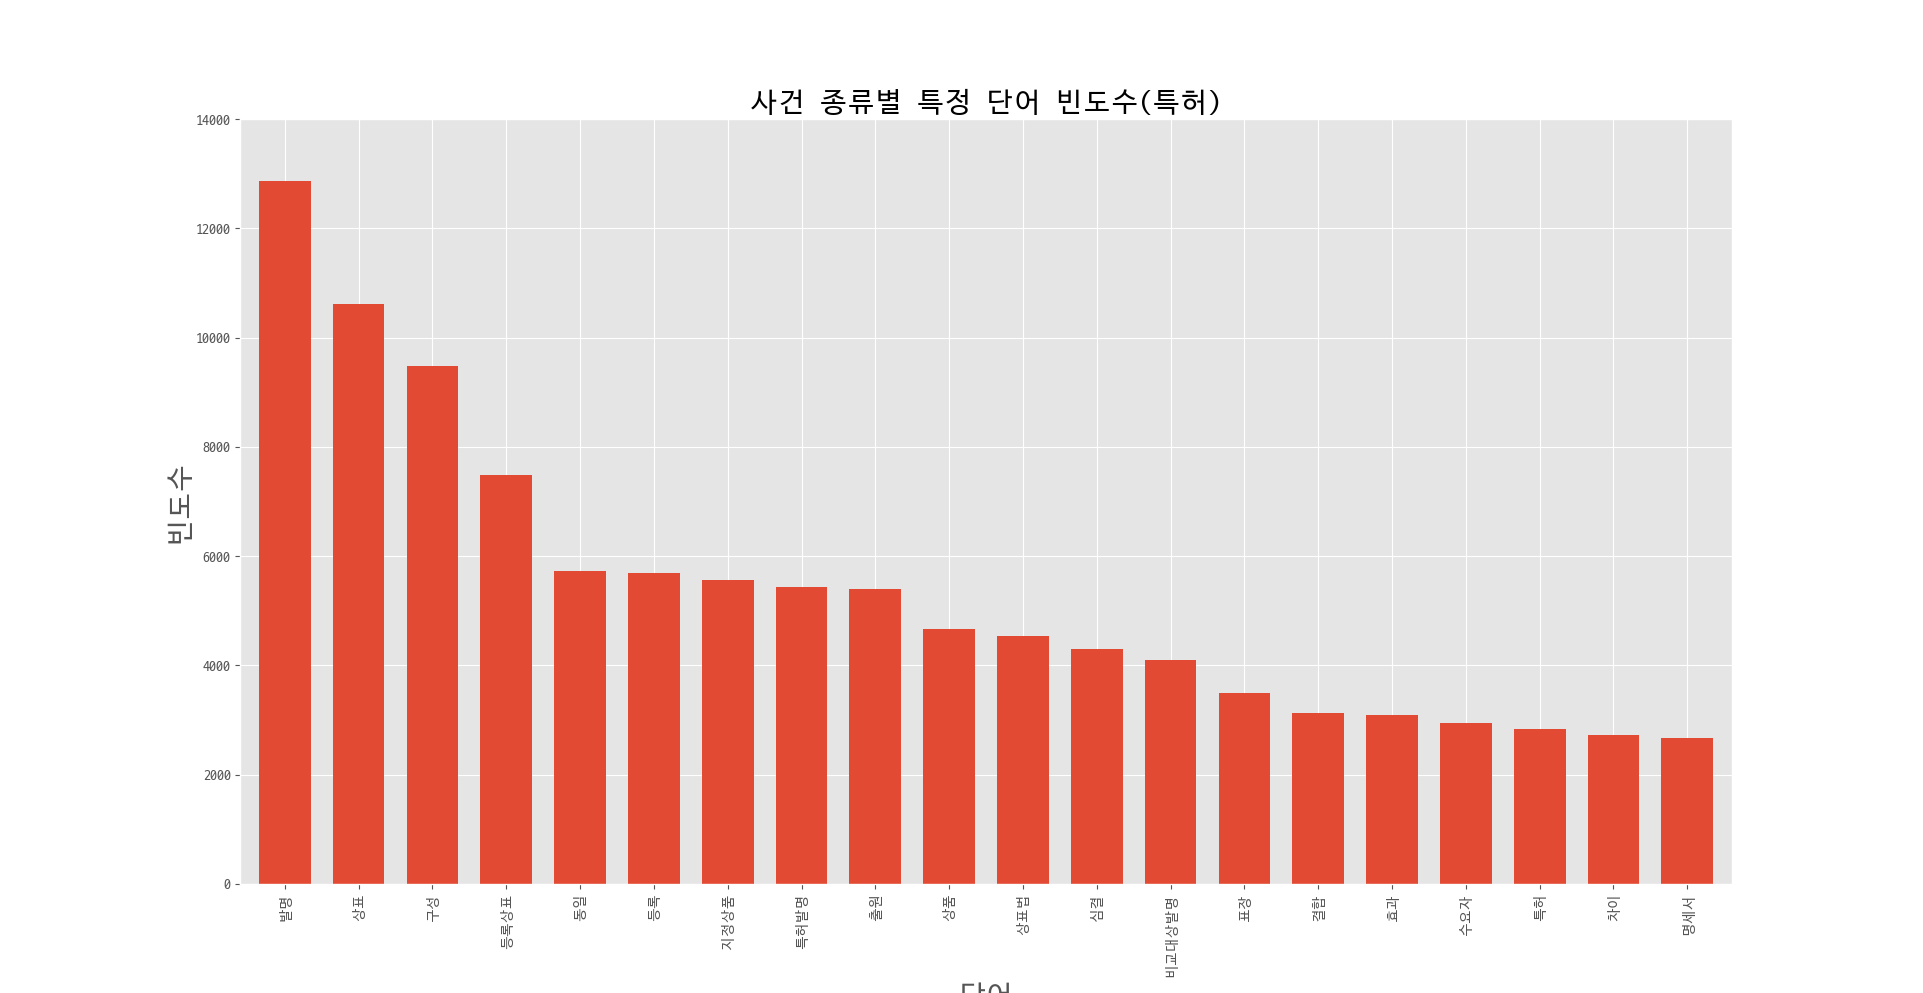 사건 종류별 특정 단어 빈도수(특허)
빈도수
14000
12000
10000
8000
6000
4000
2000
0
발명
상표
구성
등록상표
동일
등록
지정상품
특허발명
출원
상품
상표법
심결
비교대상발명
표장
결합
효과
수요자
특허
차이
명세서
단어